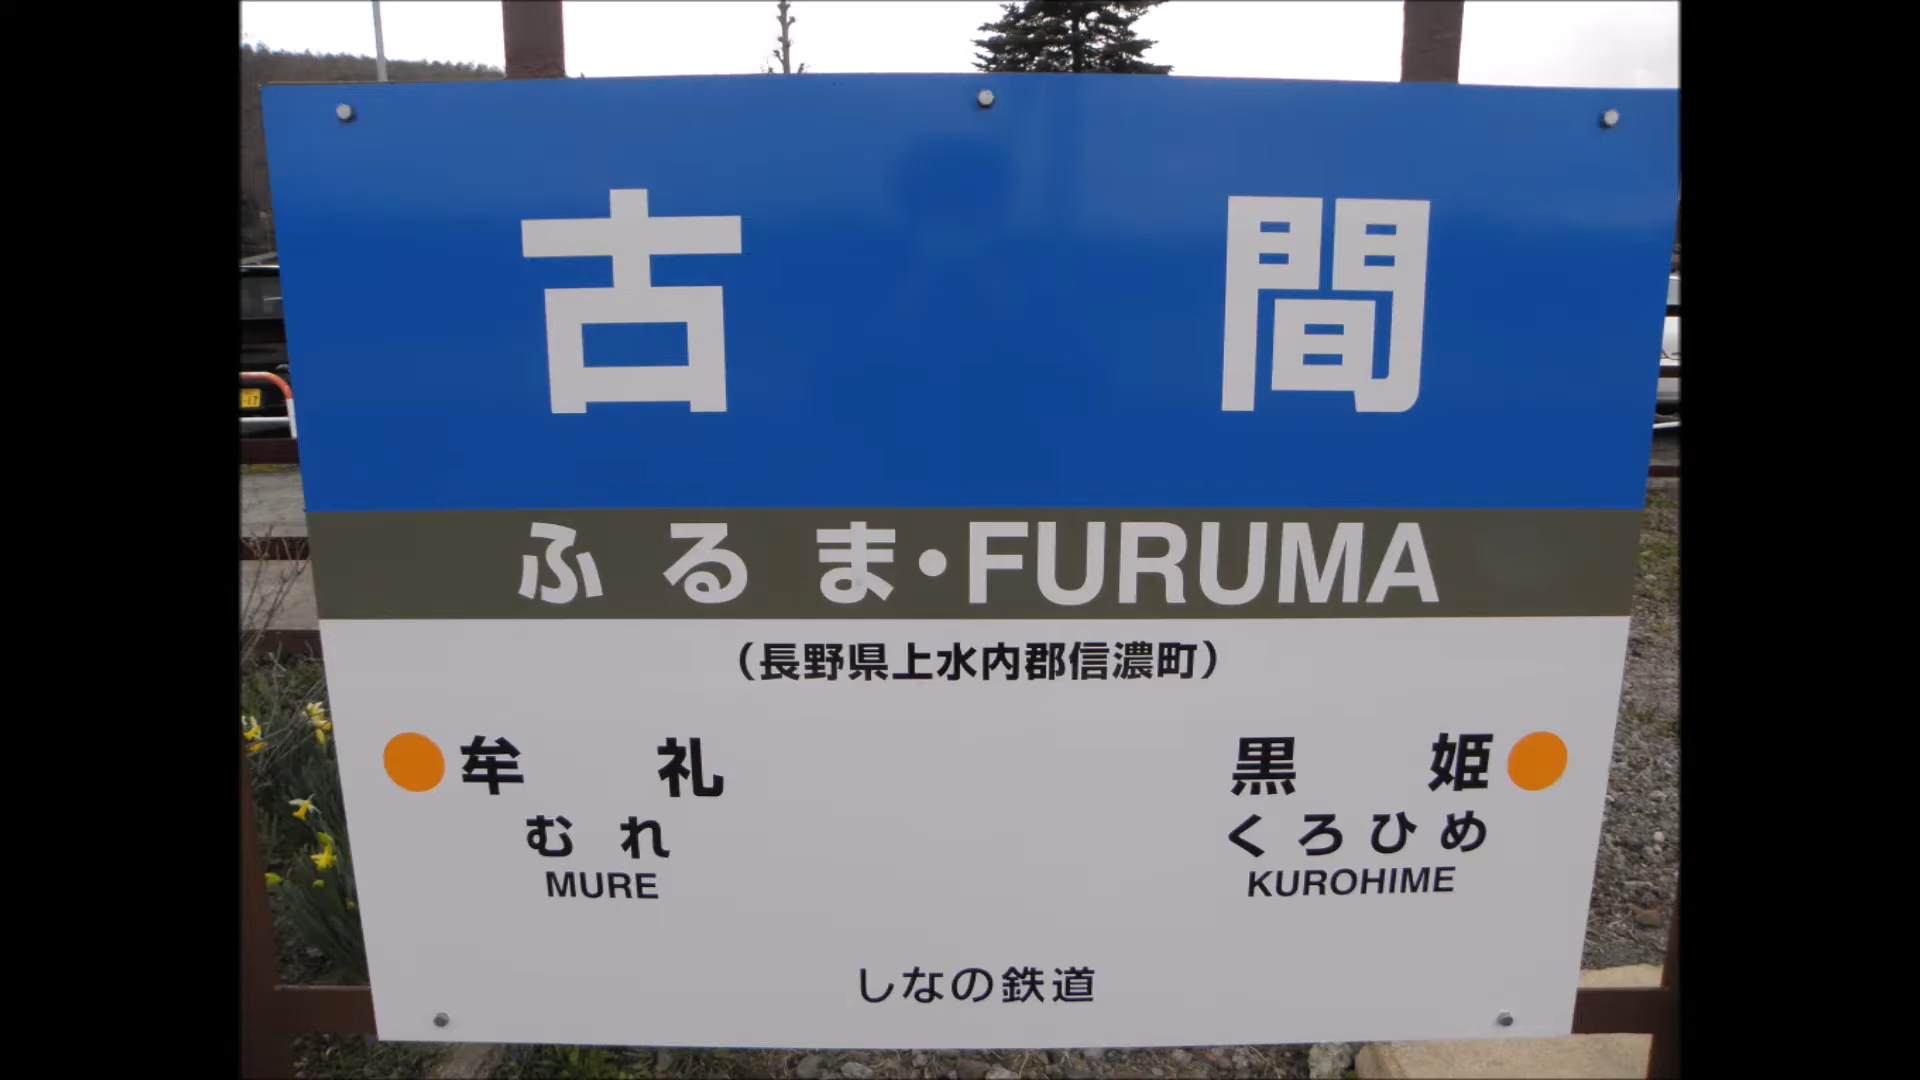 古間
ふるま・FURUMA
（長野県上水内郡信濃町）
牟礼 黒姫
むれ くろひめ
MURE KUROHIME
しなの鉄道
・17